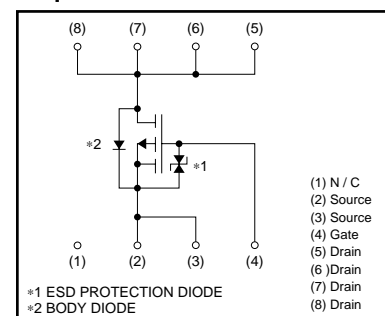 (8) (7) (6) (5)
∗2
∗1
(1) (2) (3) (4)
(1) N / C
(2) Source
(3) Source
(4) Gate
(5) Drain
(6 )Drain
(7) Drain
(8) Drain
∗1 ESD PROTECTION DIODE
∗2 BODY DIODE